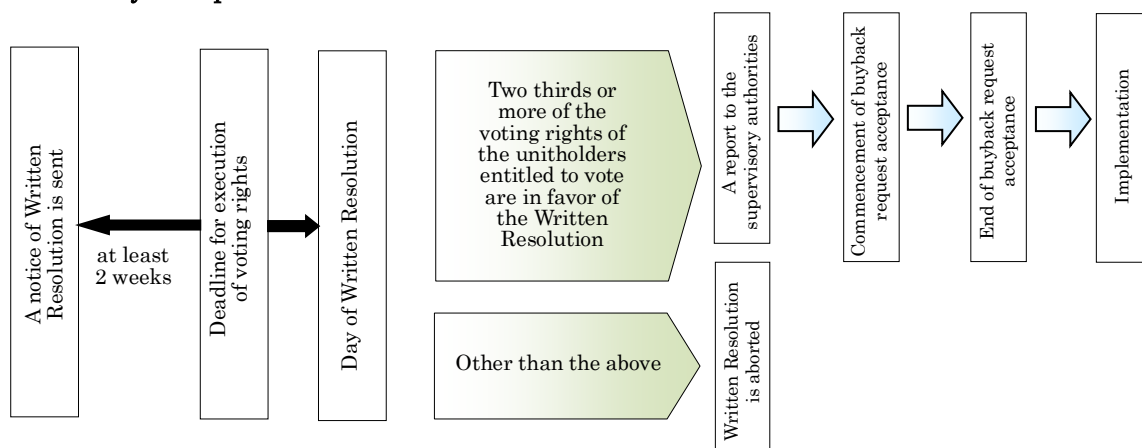 A notice of Written
Resolution is sent
at least
2 weeks
Deadline for execution
of voting rights
Day of Written Resolution
Two thirds or
more of the
voting rights of
the unitholders
entitled to vote
are in favor of
the Written
Resolution
Other than the above
A report to the
supervisory authorities
Written Resolution
is aborted
Commencement of buyback
request acceptance
End of buyback request
acceptance
Implementation